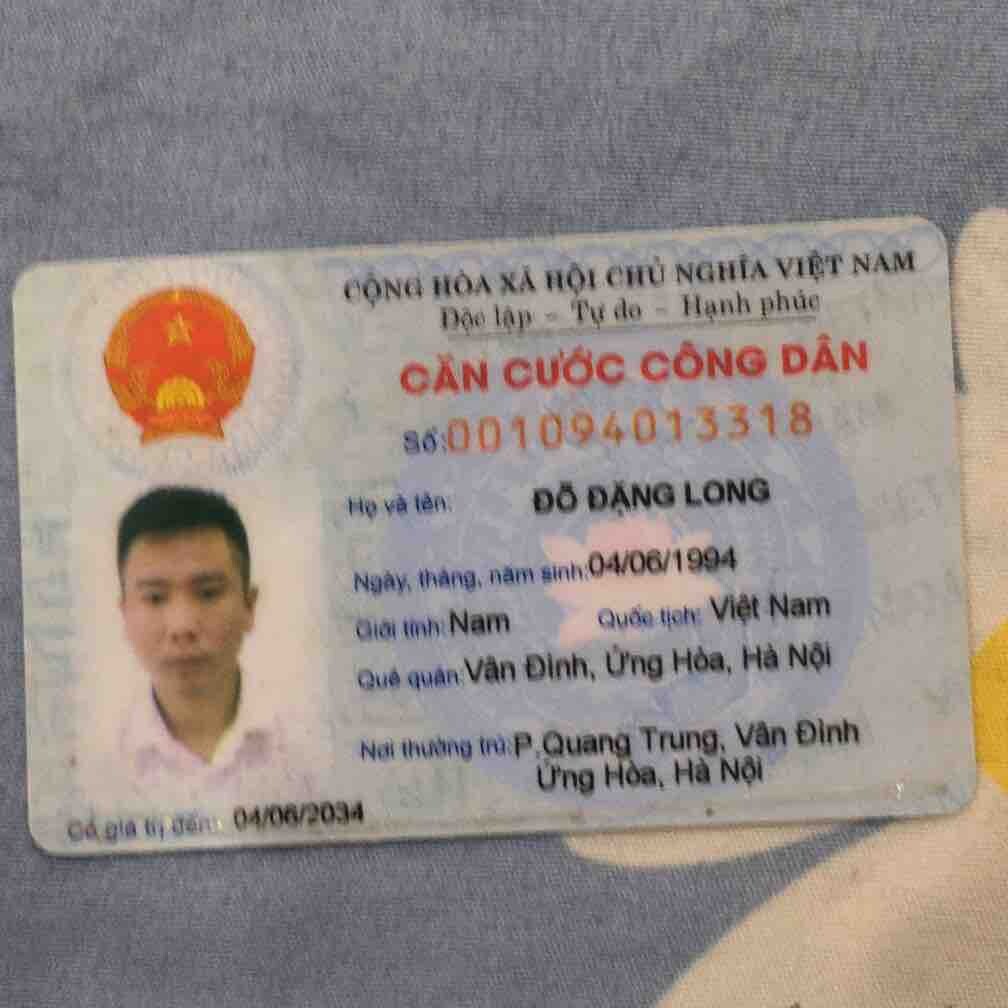 CỘNG HÒA XÃ HỘI CHỦ NGHĨA VIỆT NAM
Độc lập - Tự do - Hạnh phúc
CĂN CƯỚC CÔNG DÂN
Số: 001094013318
Họ và tên: ĐỖ ĐẶNG LONG
Ngày, tháng, năm sinh: 04/06/1994
Giới tính: Nam Quốc tịch: Việt Nam
Quê quán: Vân Đình, Ứng Hòa, Hà Nội
Nơi thường trú: P.Quang Trung, Vân Đình
Ứng Hòa, Hà Nội
Có giá trị đến: 04/06/2034